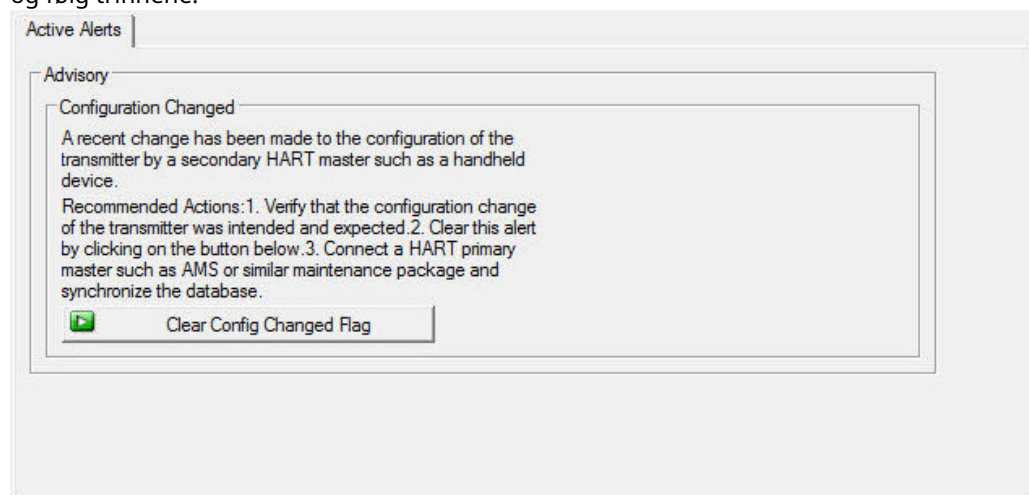 og følg trinnene.
Active Alerts
Advisory
Configuration Changed
A recent change has been made to the configuration of the
transmitter by a secondary HART master such as a handheld
device.
Recommended Actions:1. Verify that the configuration change
of the transmitter was intended and expected.2. Clear this alert
by clicking on the button below.3. Connect a HART primary
master such as AMS or similar maintenance package and
synchronize the database.
Clear Config Changed Flag